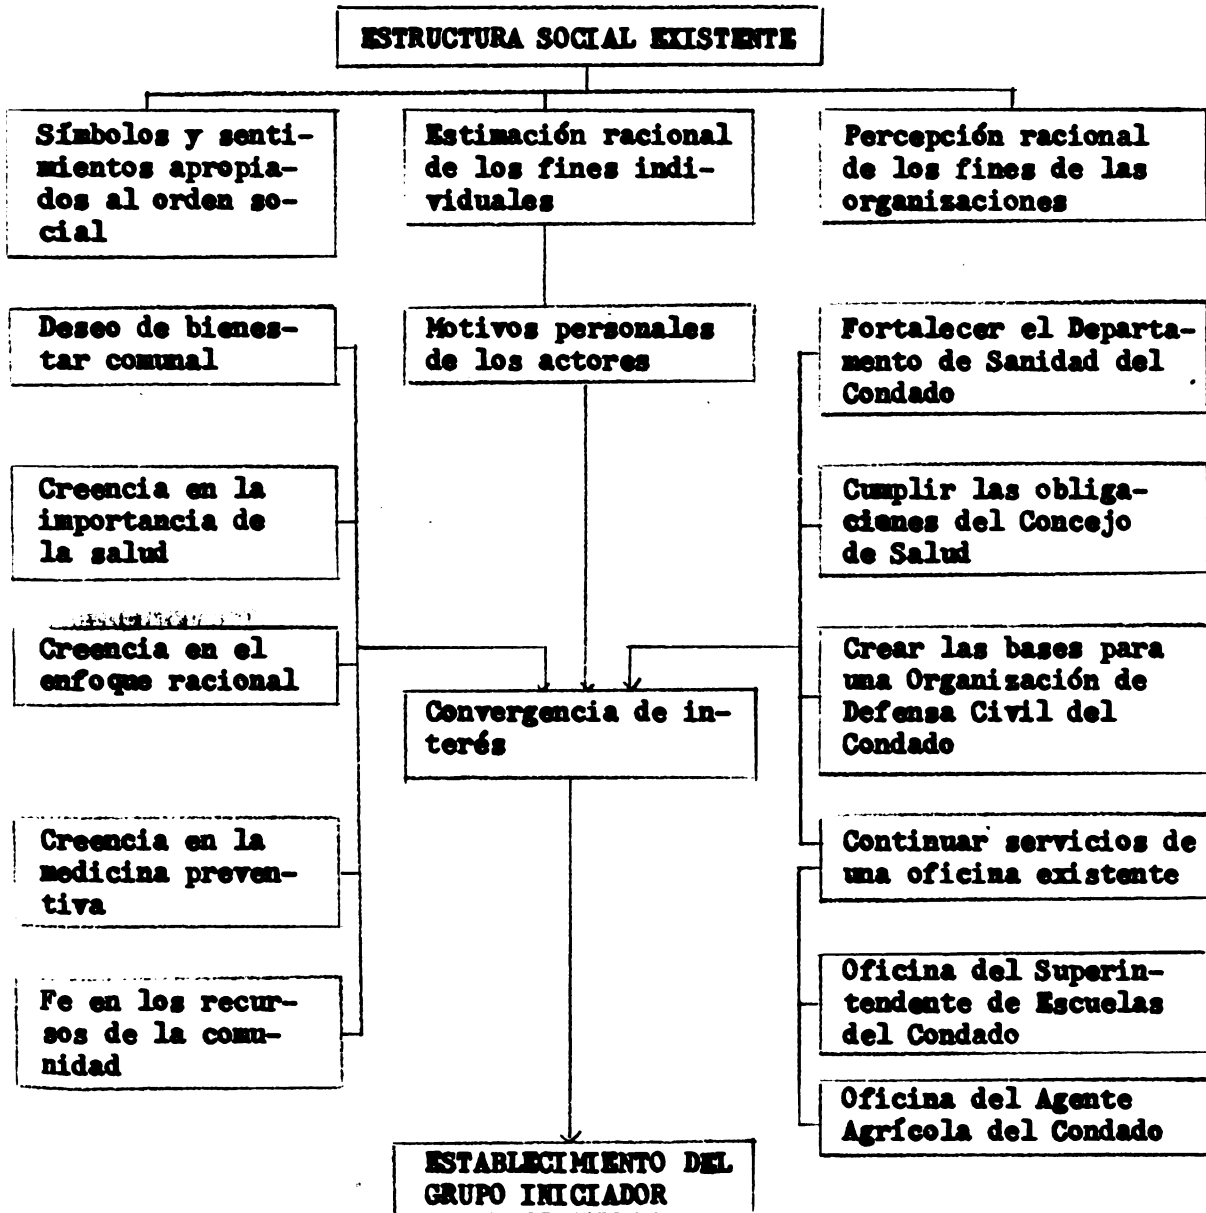 ESTRUCTURA SOCIAL EXISTENTE
Símbolos y senti-
mientos apropia-
dos al orden so-
cial
Estimación racional
de los fines indi-
viduales
Percepción racional
de los fines de las
organizaciones
Deseo de bienes-
tar comunal
Motivos personales
de los actores
Fortalecer el Departa-
mento de Sanidad del
Condado
Creencia en la
importancia de
la salud
Cumplir las obliga-
ciones del Concejo
de Salud
Creencia en el
enfoque racional
Convergencia de in-
terés
Crear las bases para
una Organización de
Defensa Civil del
Condado
Creencia en la
medicina preven-
tiva
Continuar servicios de
una oficina existente
Fe en los recur-
sos de la comu-
nidad
Oficina del Superin-
tendente de Escuelas
del Condado
Oficina del Agente
Agrícola del Condado
ESTABLECIMIENTO DEL
GRUPO INICIADOR